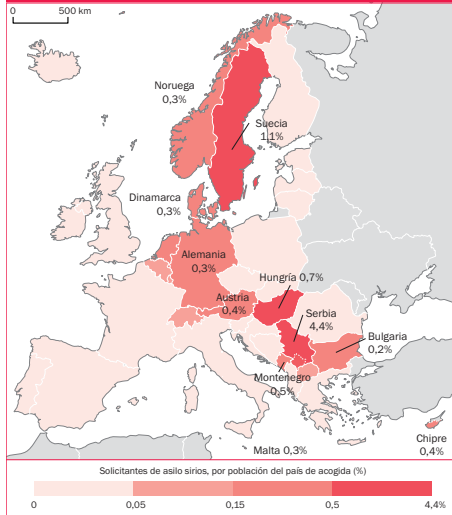 0 500 km
Noruega
0,3%
Suecia
1,1%
Dinamarca
0,3%
Alemania
0,3%
Hungría 0,7%
Austria
0,4%
Serbia
4,4%
Bulgaria
0,2%
Montenegro
0,5%
Chipre
0,4%
Malta 0,3%
Solicitantes de asilo sirios, por población del país de acogida (%)
0 0,05 0,15 0,5 4,4%